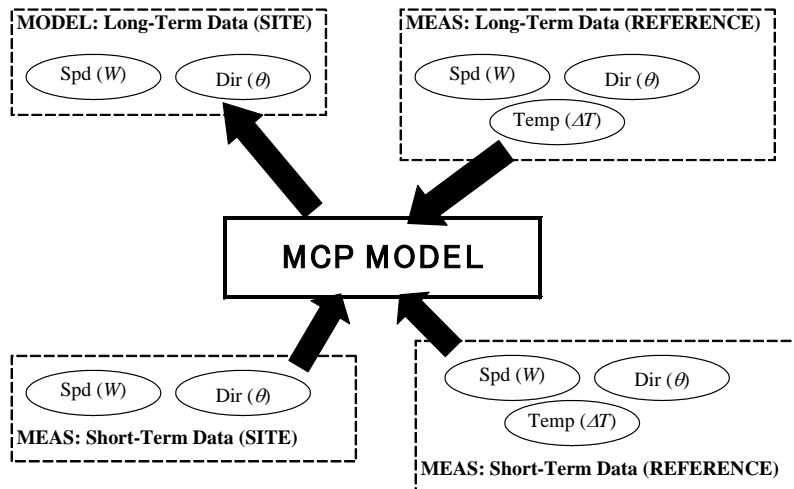 MODEL: Long-Term Data (SITE)
Spd (W)
Dir (θ)
MEAS: Long-Term Data (REFERENCE)
Spd (W)
Dir (θ)
Temp (ΔT)
MCP MODEL
Spd (W)
Dir (θ)
MEAS: Short-Term Data (SITE)
Spd (W)
Dir (θ)
Temp (ΔT)
MEAS: Short-Term Data (REFERENCE)